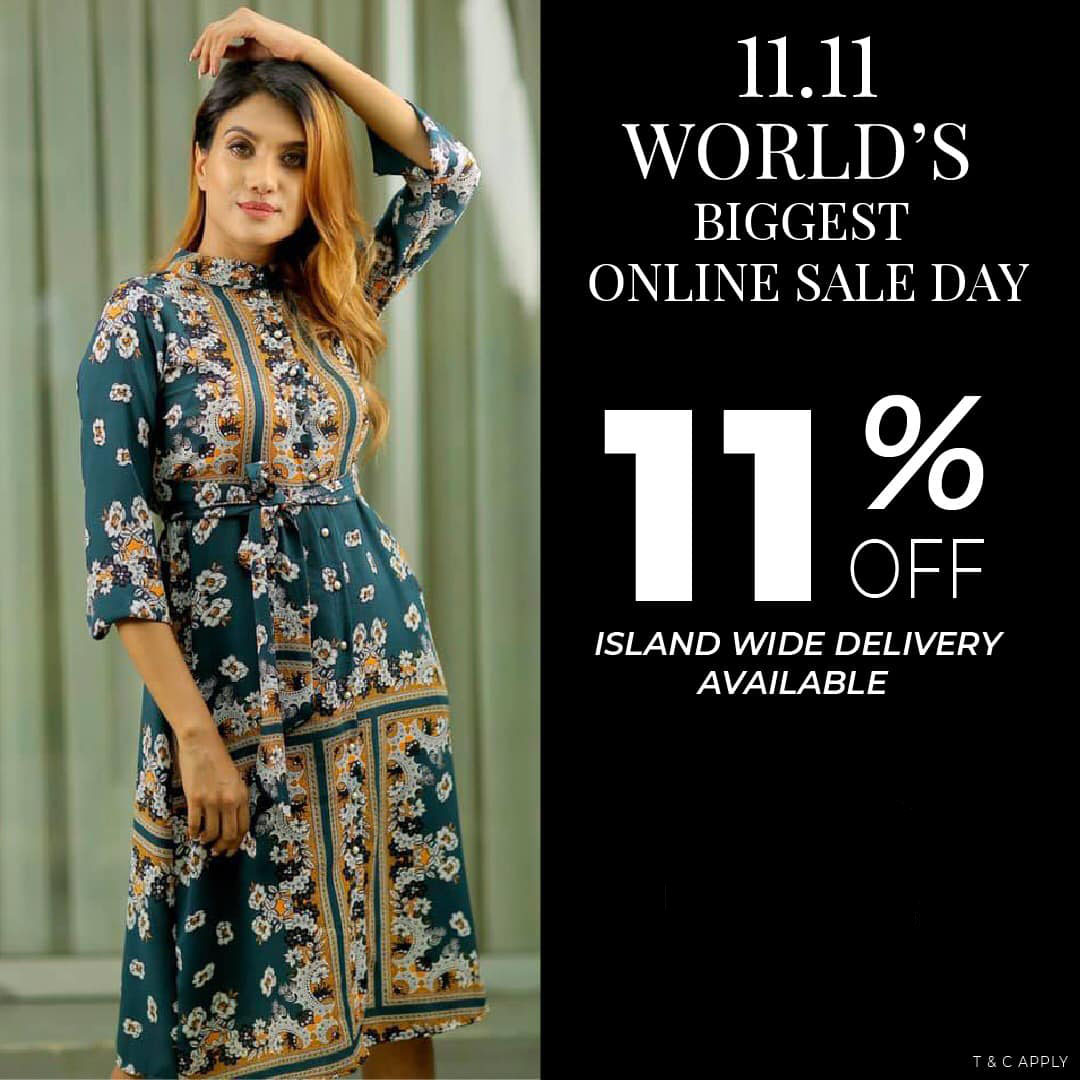 11.11
WORLD’S
BIGGEST
ONLINE SALE DAY
11%
OFF
ISLAND WIDE DELIVERY
AVAILABLE
T & C APPLY